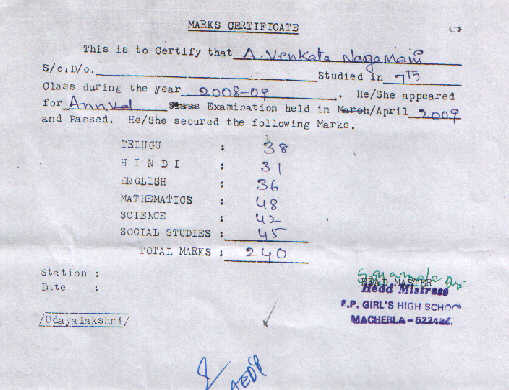 MARKS CERTIFICATE
This is to Certify that A. Venkata Nagamani
S/o,D/o. Studied in 7th
Class during the year 2008-09 . He/She appeared
for Annual Examination held in March/April 2009
and Passed. He/She secured the following Marks.
TELUGU : 38
HINDI : 31
ENGLISH : 36
MATHEMATICS : 48
SCIENCE : 42
SOCIAL STUDIES : 45
TOTAL MARKS : 240
Station :
Date :
Head Mistress
GIRL'S HIGH SCHOOL
MACHERLA -
/Udayalakshmi/